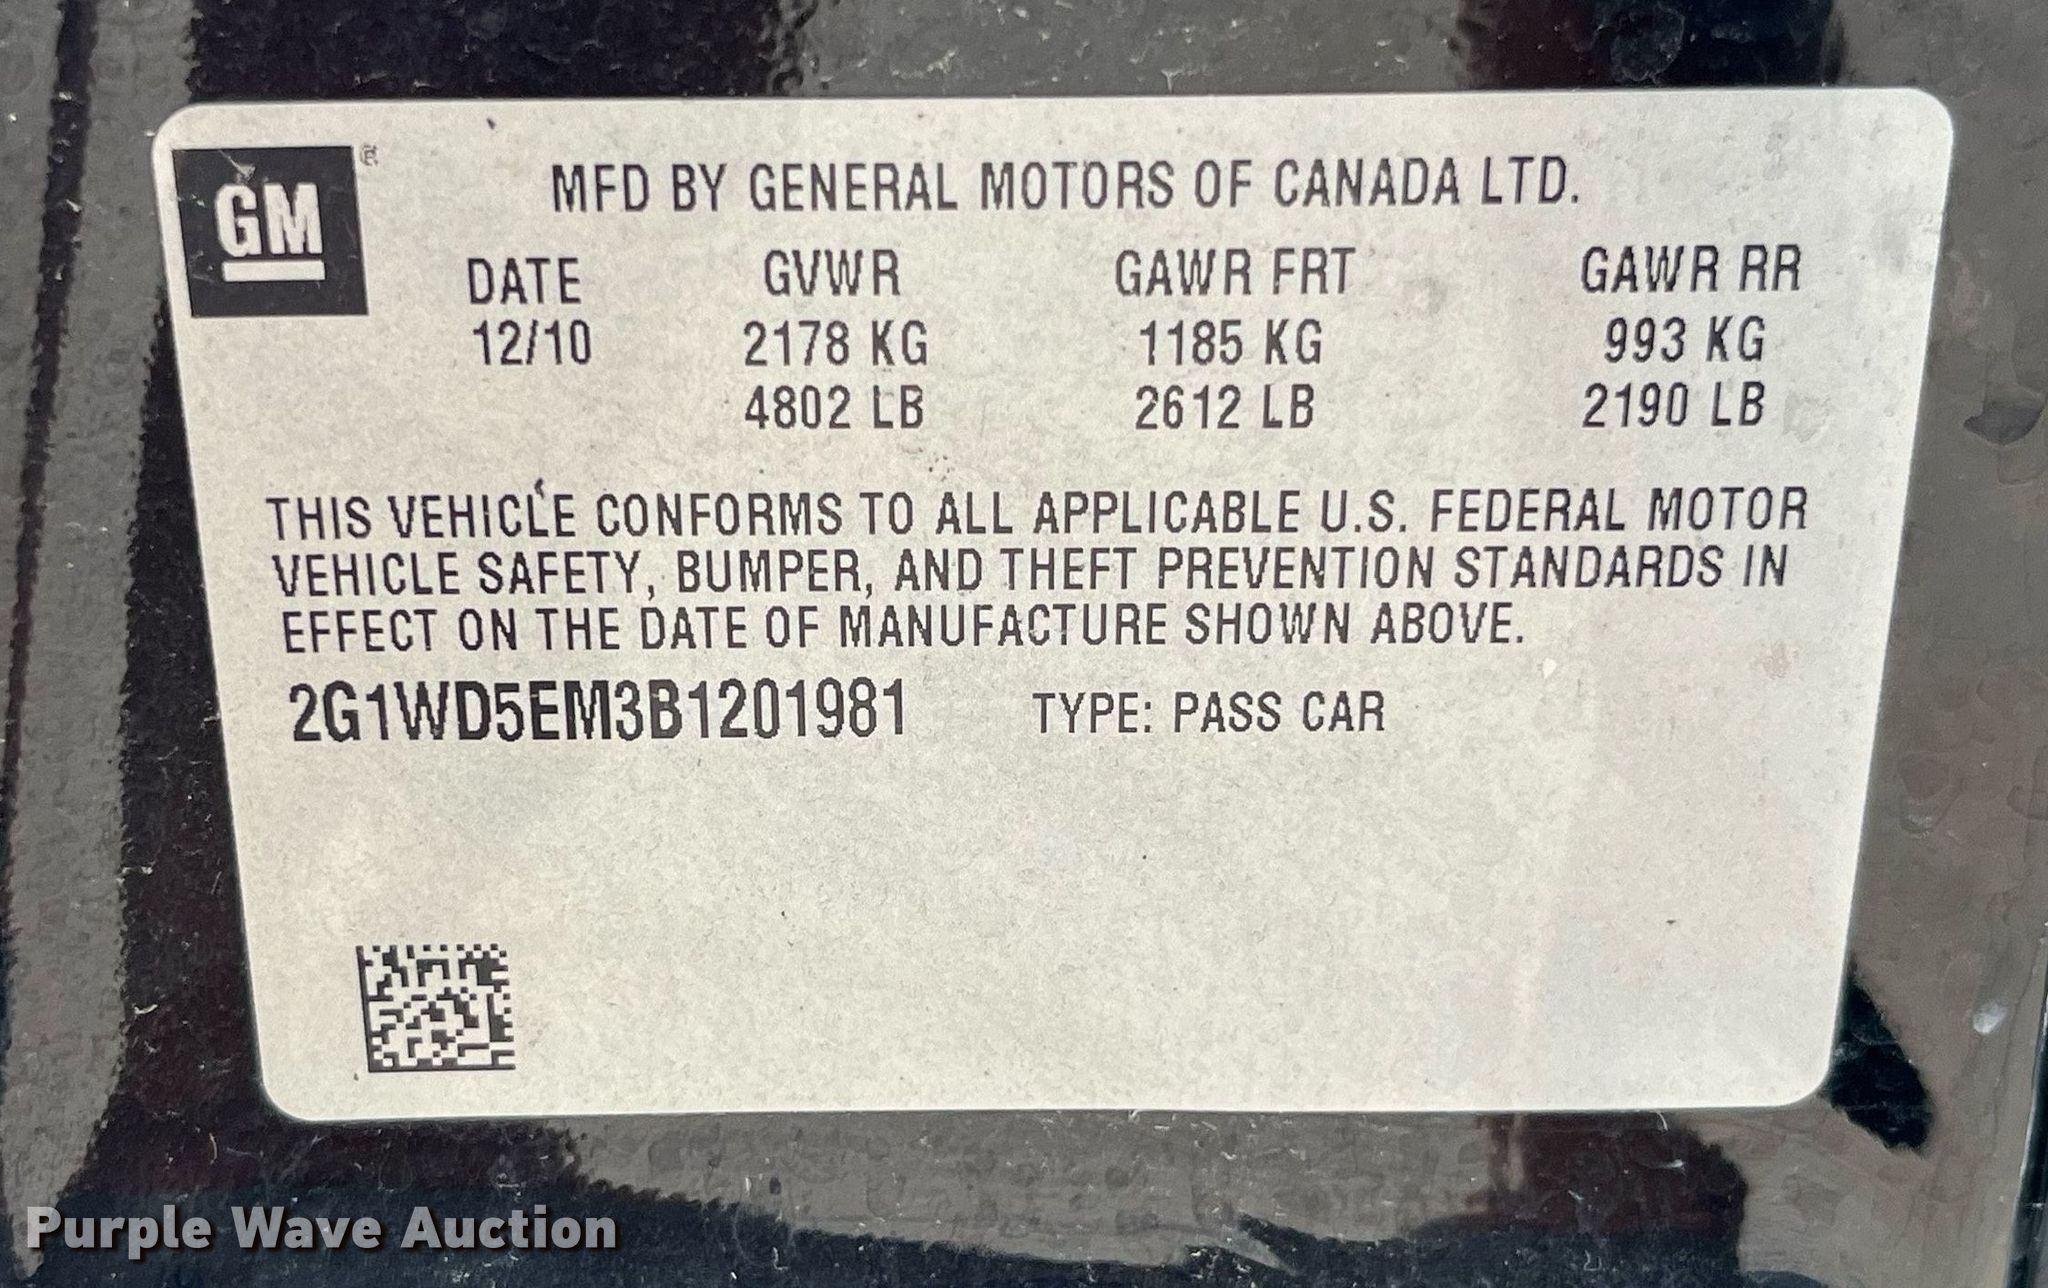 GM ®
MFD BY GENERAL MOTORS OF CANADA LTD.
DATE GVWR GAWR FRT GAWR RR
12/10 2178 KG 1185 KG 993 KG
4802 LB 2612 LB 2190 LB
THIS VEHICLE CONFORMS TO ALL APPLICABLE U.S. FEDERAL MOTOR
VEHICLE SAFETY, BUMPER, AND THEFT PREVENTION STANDARDS IN
EFFECT ON THE DATE OF MANUFACTURE SHOWN ABOVE.
2G1WD5EM3B1201981 TYPE: PASS CAR
Purple Wave Auction